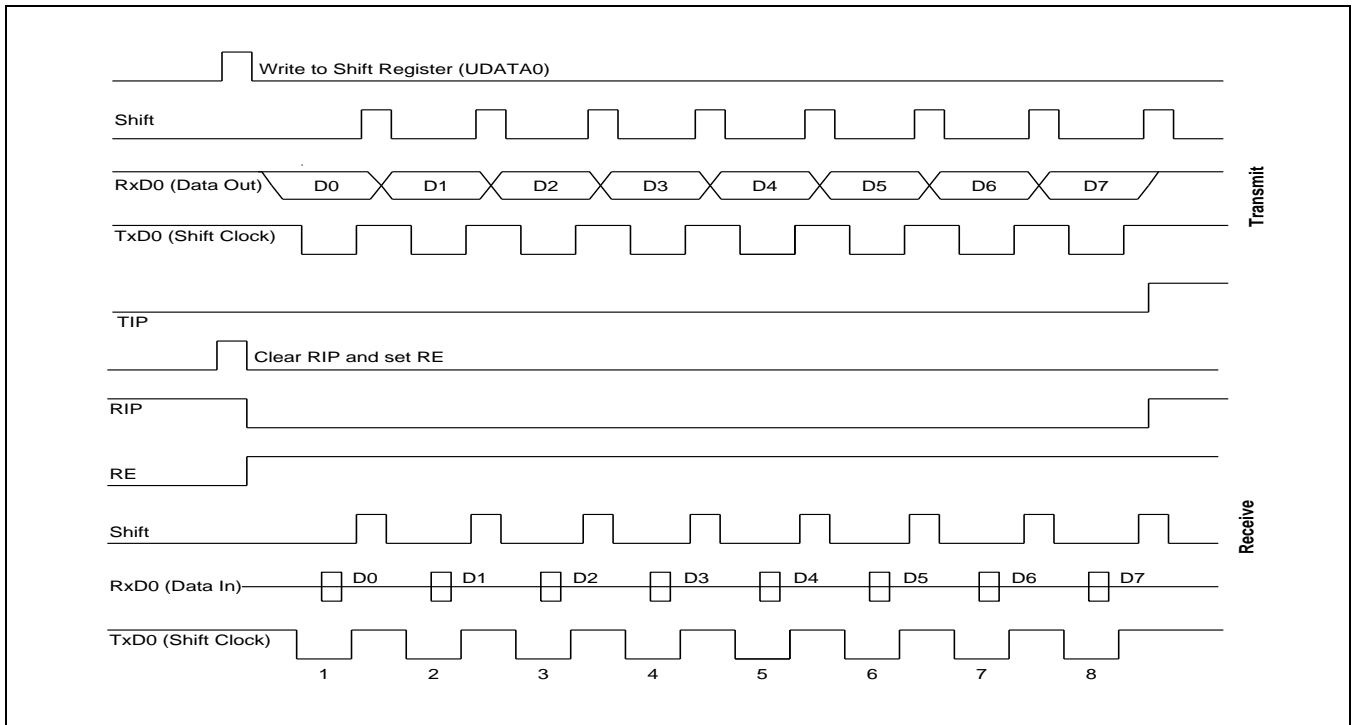 Write to Shift Register (UDATA0)
Shift
RxD0 (Data Out) D0 D1 D2 D3 D4 D5 D6 D7
TxD0 (Shift Clock)
TIP
Transmit
Clear RIP and set RE
RIP
RE
Shift
RxD0 (Data In) D0 D1 D2 D3 D4 D5 D6 D7
TxD0 (Shift Clock)
1 2 3 4 5 6 7 8
Receive